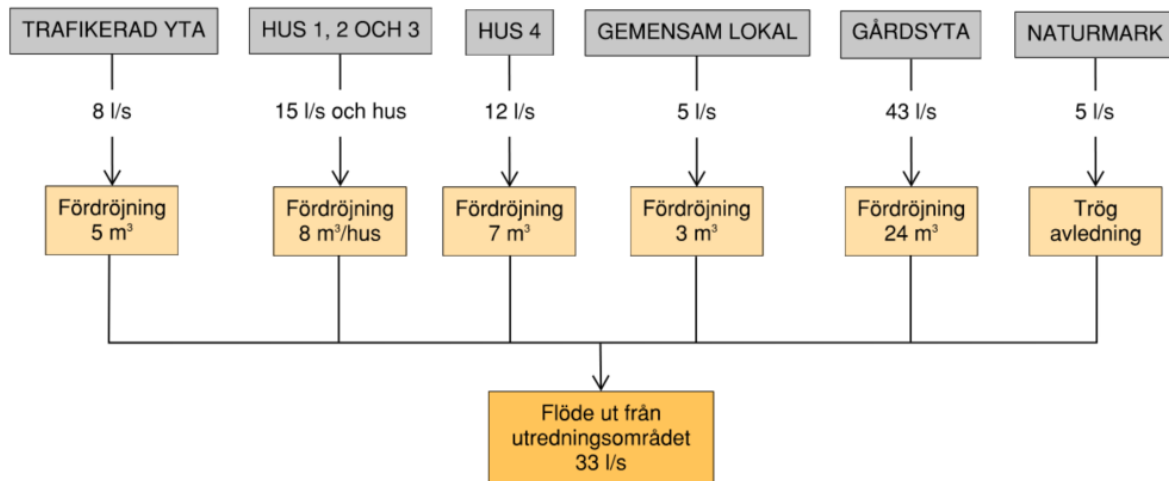 TRAFIKERAD YTA
HUS 1, 2 OCH 3
HUS 4
GEMENSAM LOKAL
GÅRDSYTA
NATURMARK
8 l/s
15 l/s och hus
12 l/s
5 l/s
43 l/s
5 l/s
Fördröjning
5 m³
Fördröjning
8 m³/hus
Fördröjning
7 m³
Fördröjning
3 m³
Fördröjning
24 m³
Trög
avledning
Flöde ut från
utredningsområdet
33 l/s